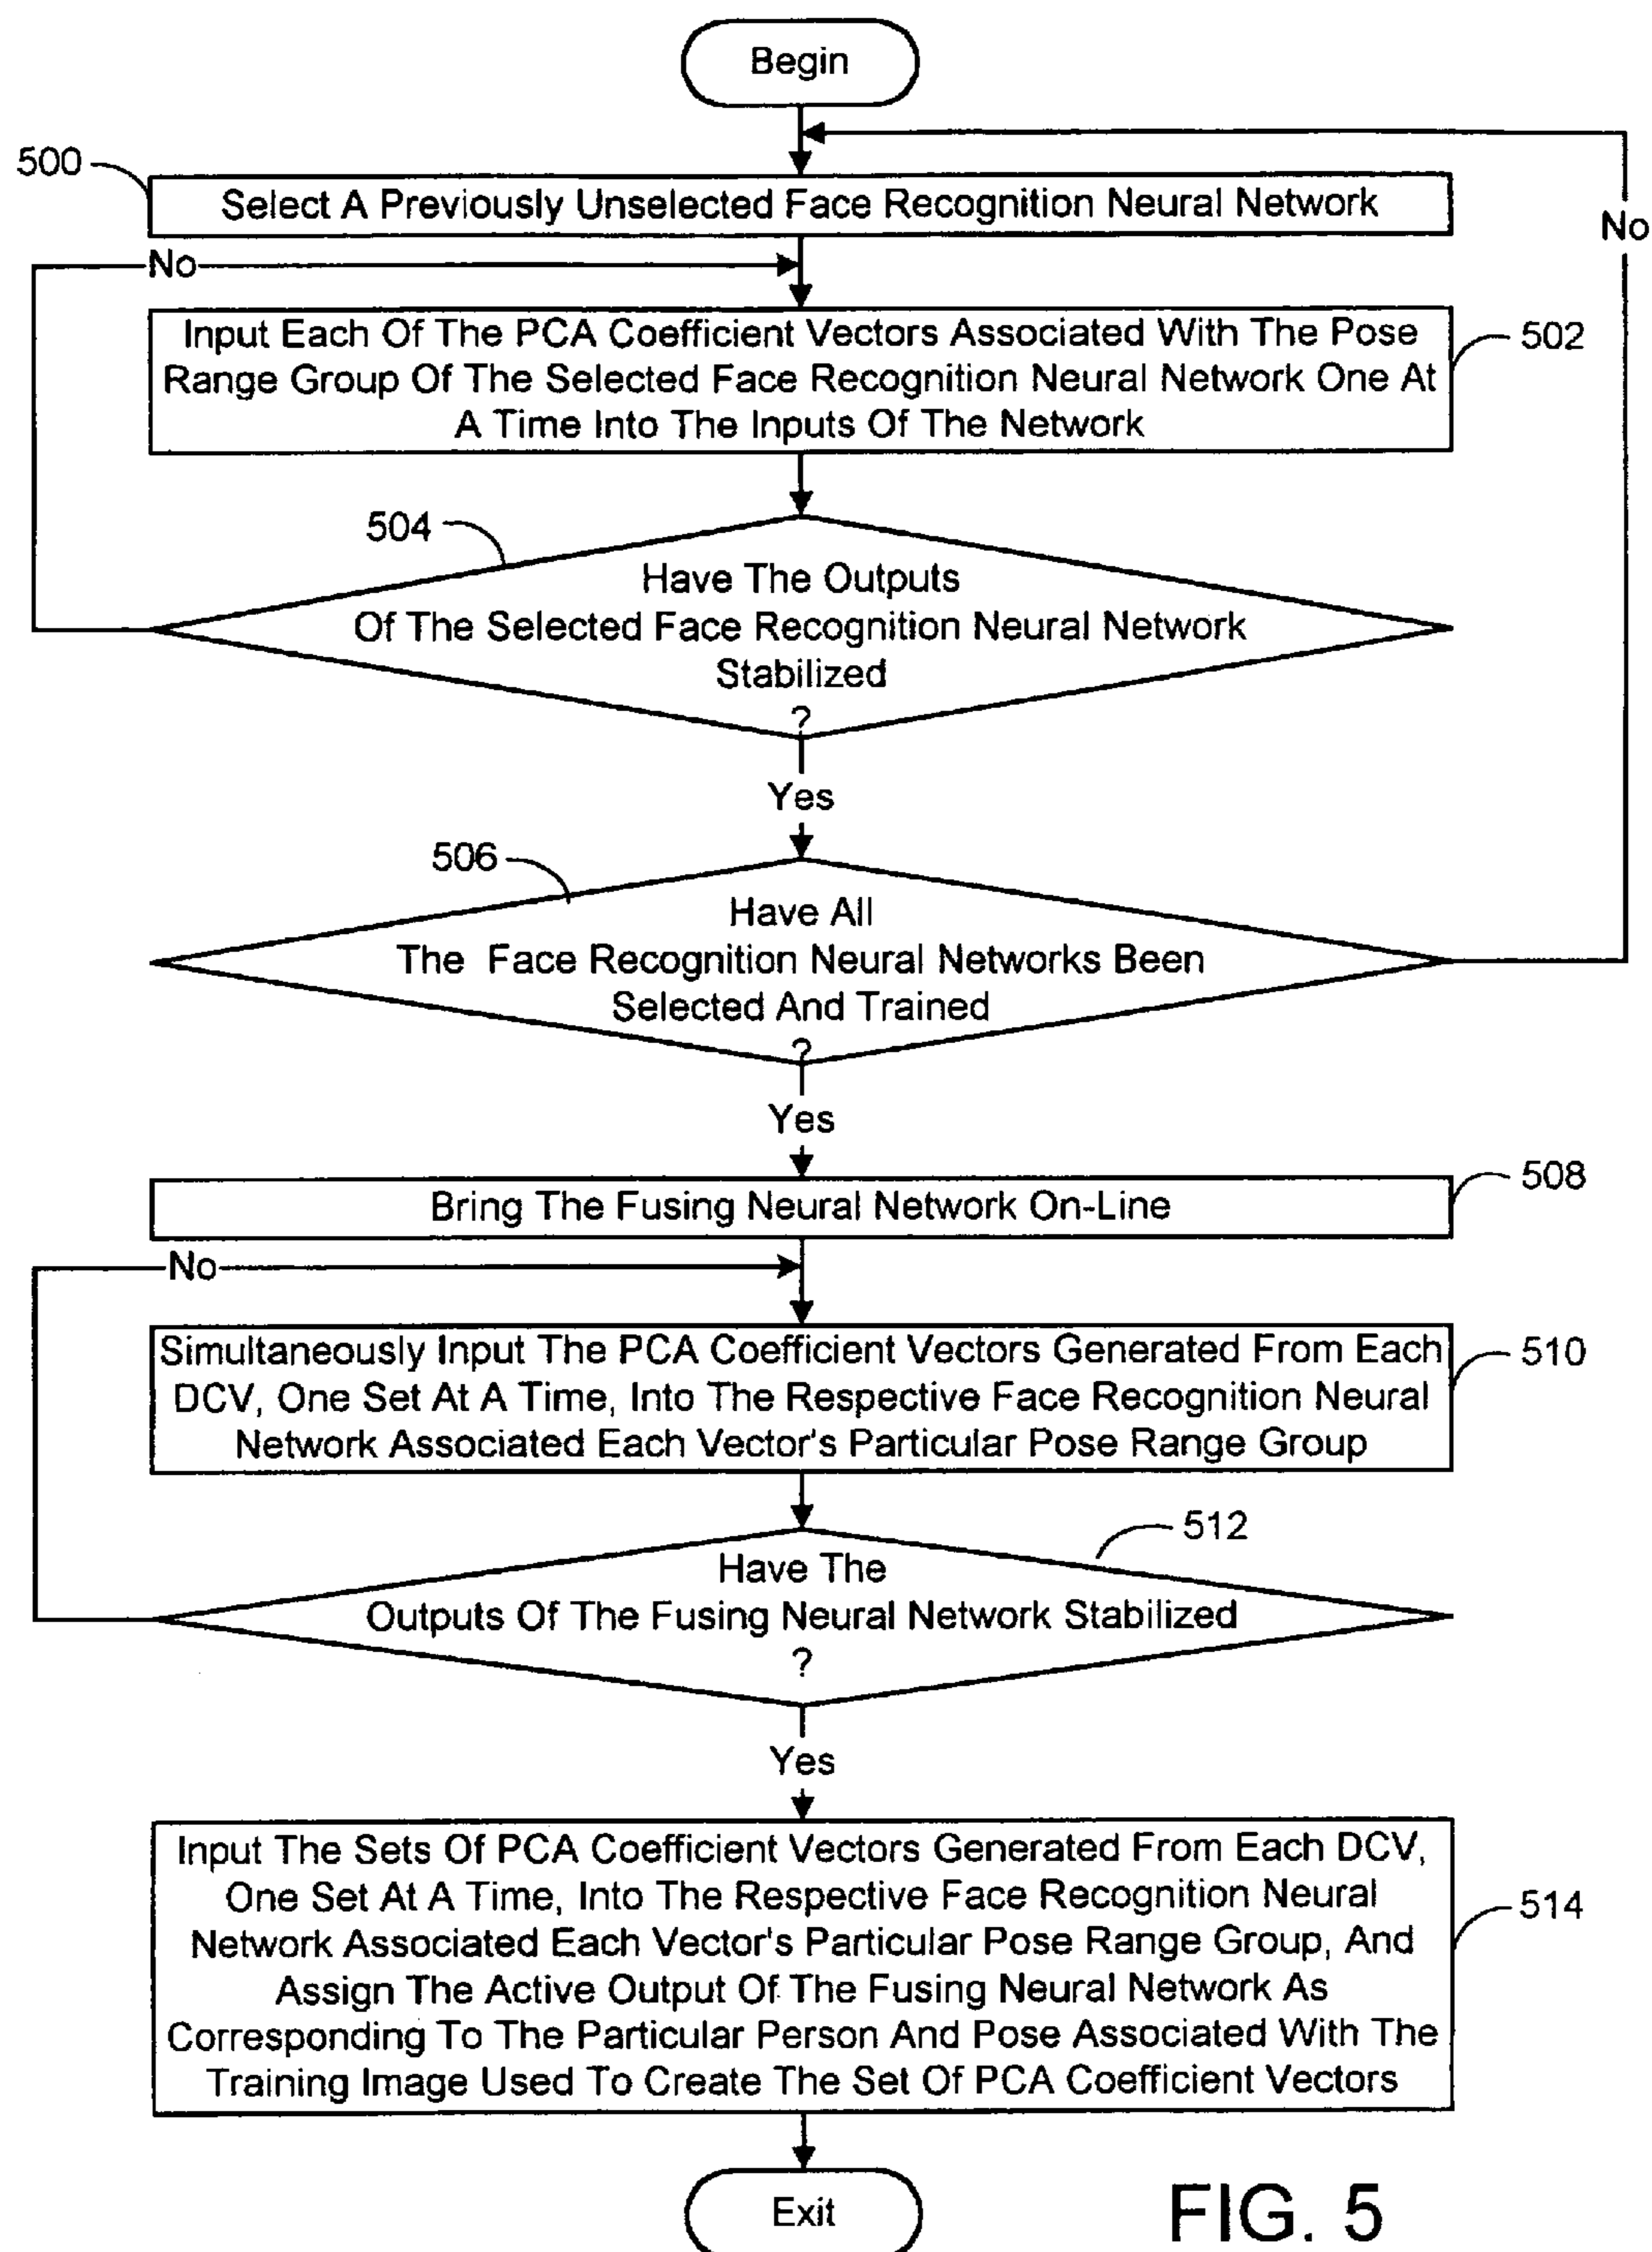 Begin
500
Select A Previously Unselected Face Recognition Neural Network
No
No
Input Each Of The PCA Coefficient Vectors Associated With The Pose
Range Group Of The Selected Face Recognition Neural Network One At
A Time Into The Inputs Of The Network
502
504
Have The Outputs
Of The Selected Face Recognition Neural Network
Stabilized
?
Yes
506
Have All
The Face Recognition Neural Networks Been
Selected And Trained
?
Yes
508
Bring The Fusing Neural Network On-Line
No
Simultaneously Input The PCA Coefficient Vectors Generated From Each
DCV, One Set At A Time, Into The Respective Face Recognition Neural
Network Associated Each Vector's Particular Pose Range Group
510
512
Have The
Outputs Of The Fusing Neural Network Stabilized
?
Yes
Input The Sets Of PCA Coefficient Vectors Generated From Each DCV,
One Set At A Time, Into The Respective Face Recognition Neural
Network Associated Each Vector's Particular Pose Range Group, And
Assign The Active Output Of The Fusing Neural Network As
Corresponding To The Particular Person And Pose Associated With The
Training Image Used To Create The Set Of PCA Coefficient Vectors
514
Exit
FIG. 5